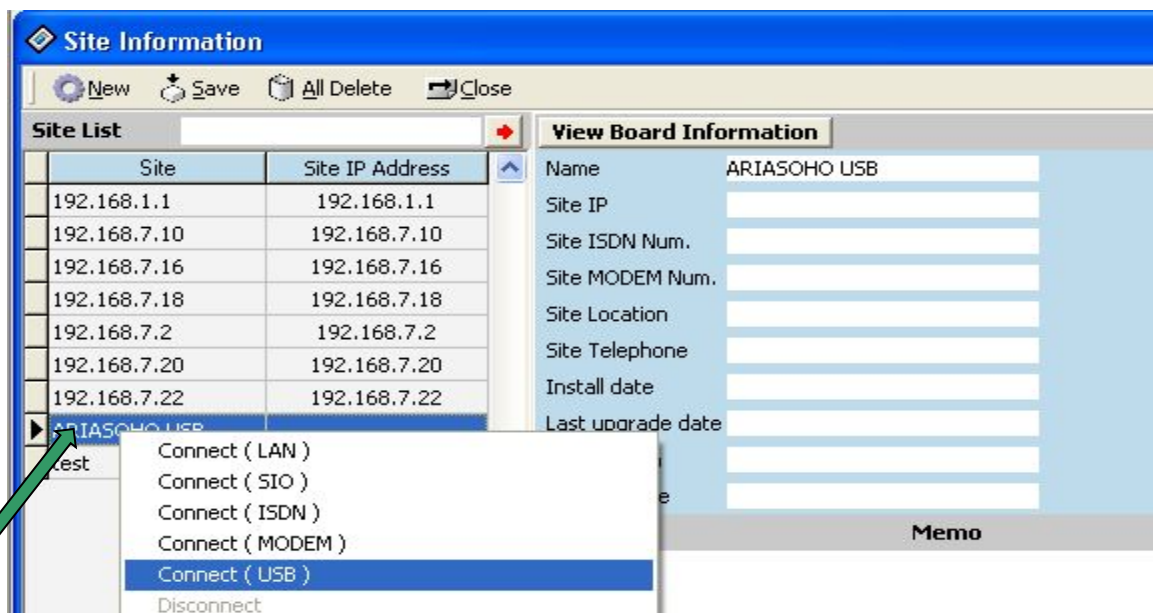 Site Information
New Save All Delete Close
Site List
View Board Information
Site Site IP Address
192.168.1.1 192.168.1.1
192.168.7.10 192.168.7.10
192.168.7.16 192.168.7.16
192.168.7.18 192.168.7.18
192.168.7.2 192.168.7.2
192.168.7.20 192.168.7.20
192.168.7.22 192.168.7.22
ARIASOHO USB
test
Name ARIASOHO USB
Site IP
Site ISDN Num.
Site MODEM Num.
Site Location
Site Telephone
Install date
Last upgrade date
Memo
Connect ( LAN )
Connect ( SIO )
Connect ( ISDN )
Connect ( MODEM )
Connect ( USB )
Disconnect